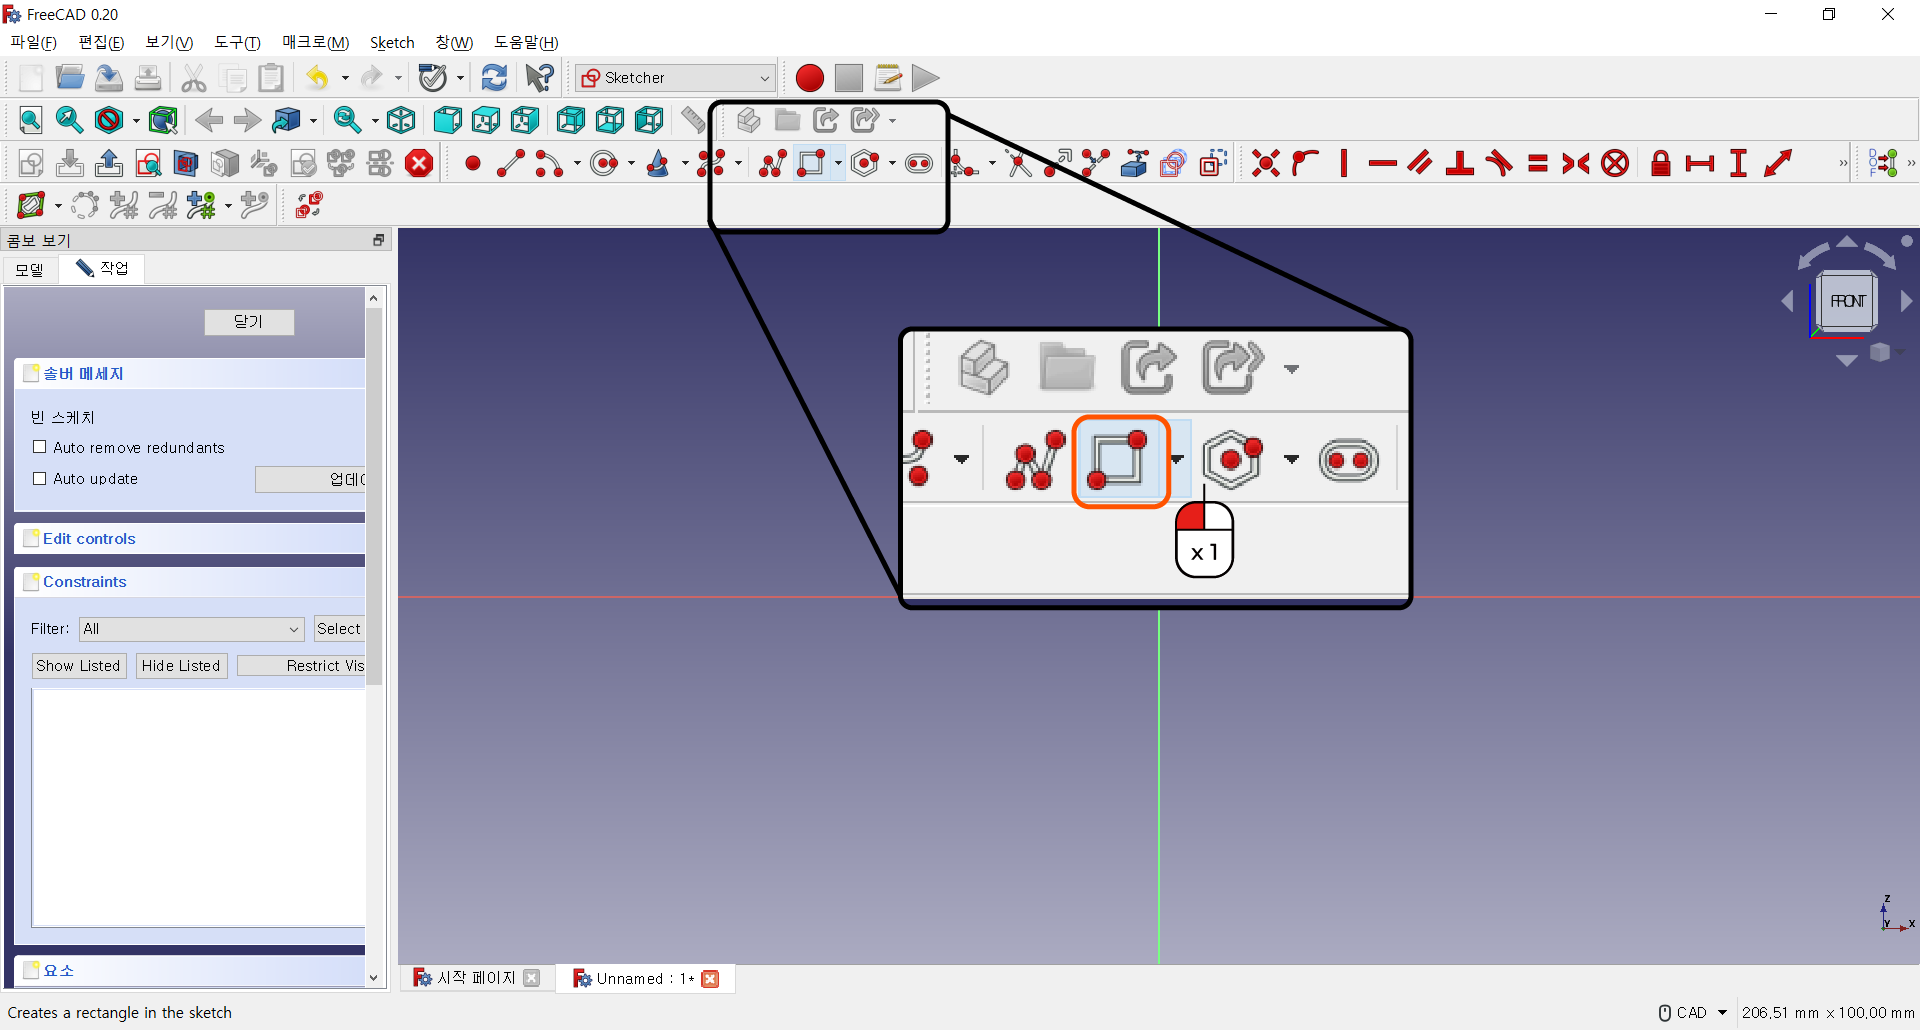 FreeCAD 0.20
파일(F) 편집(E) 보기(V) 도구(T) 매크로(M) Sketch 창(W) 도움말(H)
Sketcher
콤보 보기
모델 작업
닫기
솔버 메세지
빈 스케치
Auto remove redundants
Auto update 업데이
Edit controls
Constraints
Filter: All Select
Show Listed Hide Listed Restrict Vis
요소
FRONT
x 1
Z
Y X
시작 페이지 Unnamed : 1*
Creates a rectangle in the sketch CAD 206,51 mm x 100,00 mm